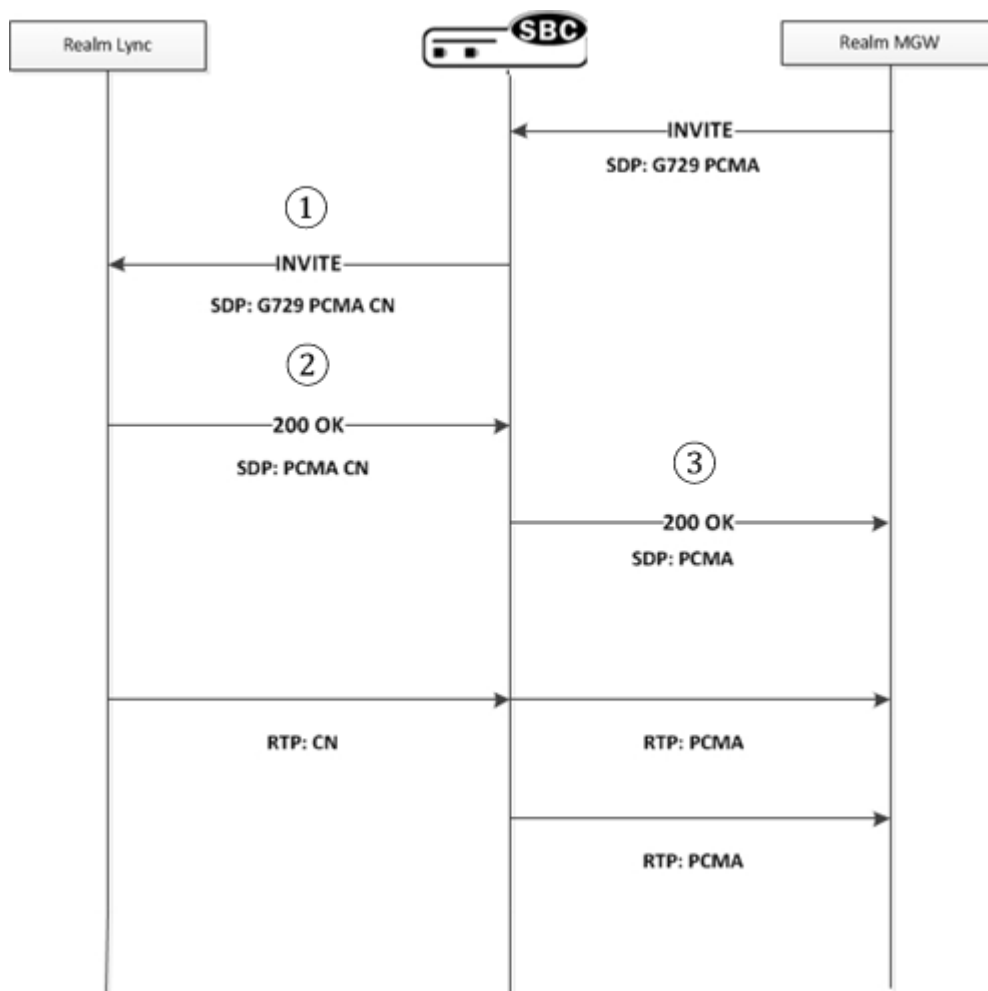 Realm Lync
SBC
Realm MGW
INVITE
SDP: G729 PCMA
1
INVITE
SDP: G729 PCMA CN
2
200 OK
SDP: PCMA CN
3
200 OK
SDP: PCMA
RTP: CN
RTP: PCMA
RTP: PCMA